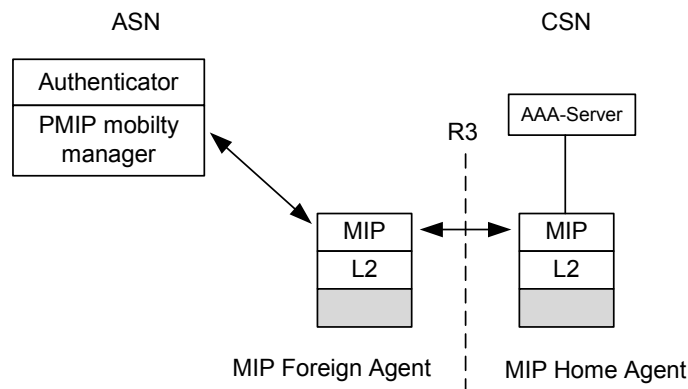 ASN
CSN
Authenticator
PMIP mobilty
manager
AAA-Server
R3
MIP
L2
MIP
L2
MIP Foreign Agent
MIP Home Agent